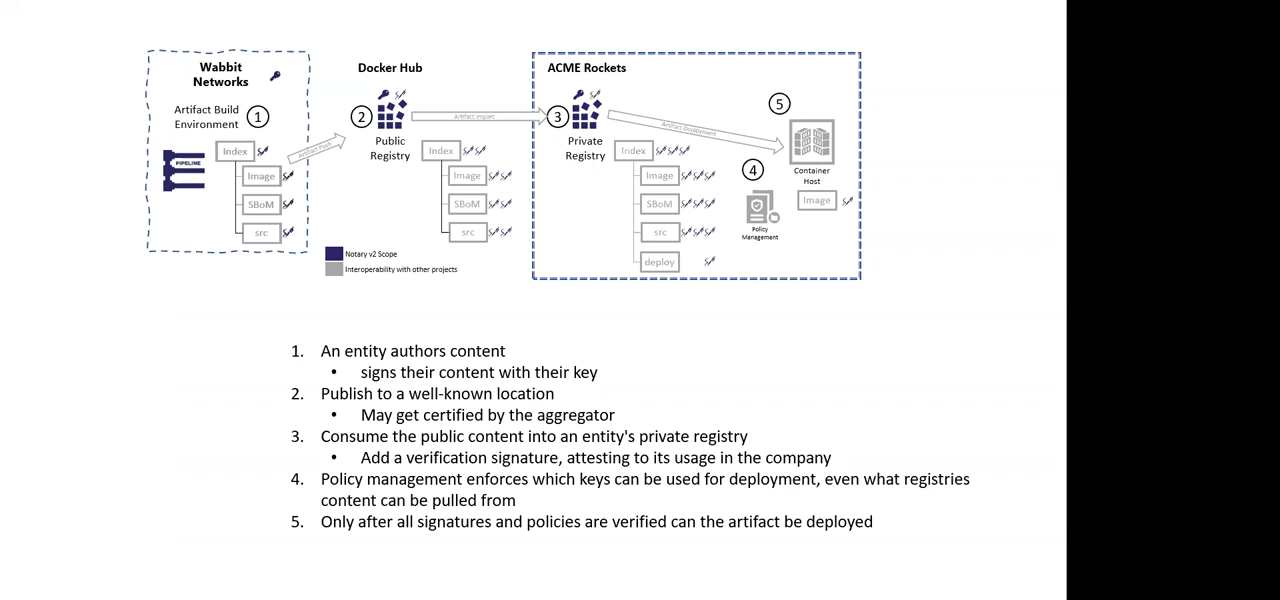 Wabbit
Networks
Artifact Build
Environment
1
PIPELINE
Index
Image
SBoM
src
Artifact Push
Docker Hub
2
Public
Registry
Index
Image
SBoM
src
Artifact Import
Notary v2 Scope
Interoperability with other projects
ACME Rockets
3
Private
Registry
Index
Image
SBoM
src
deploy
Artifact Deployment
4
Policy
Management
5
Container
Host
Image
1. An entity authors content
• signs their content with their key
2. Publish to a well-known location
• May get certified by the aggregator
3. Consume the public content into an entity's private registry
• Add a verification signature, attesting to its usage in the company
4. Policy management enforces which keys can be used for deployment, even what registries
content can be pulled from
5. Only after all signatures and policies are verified can the artifact be deployed